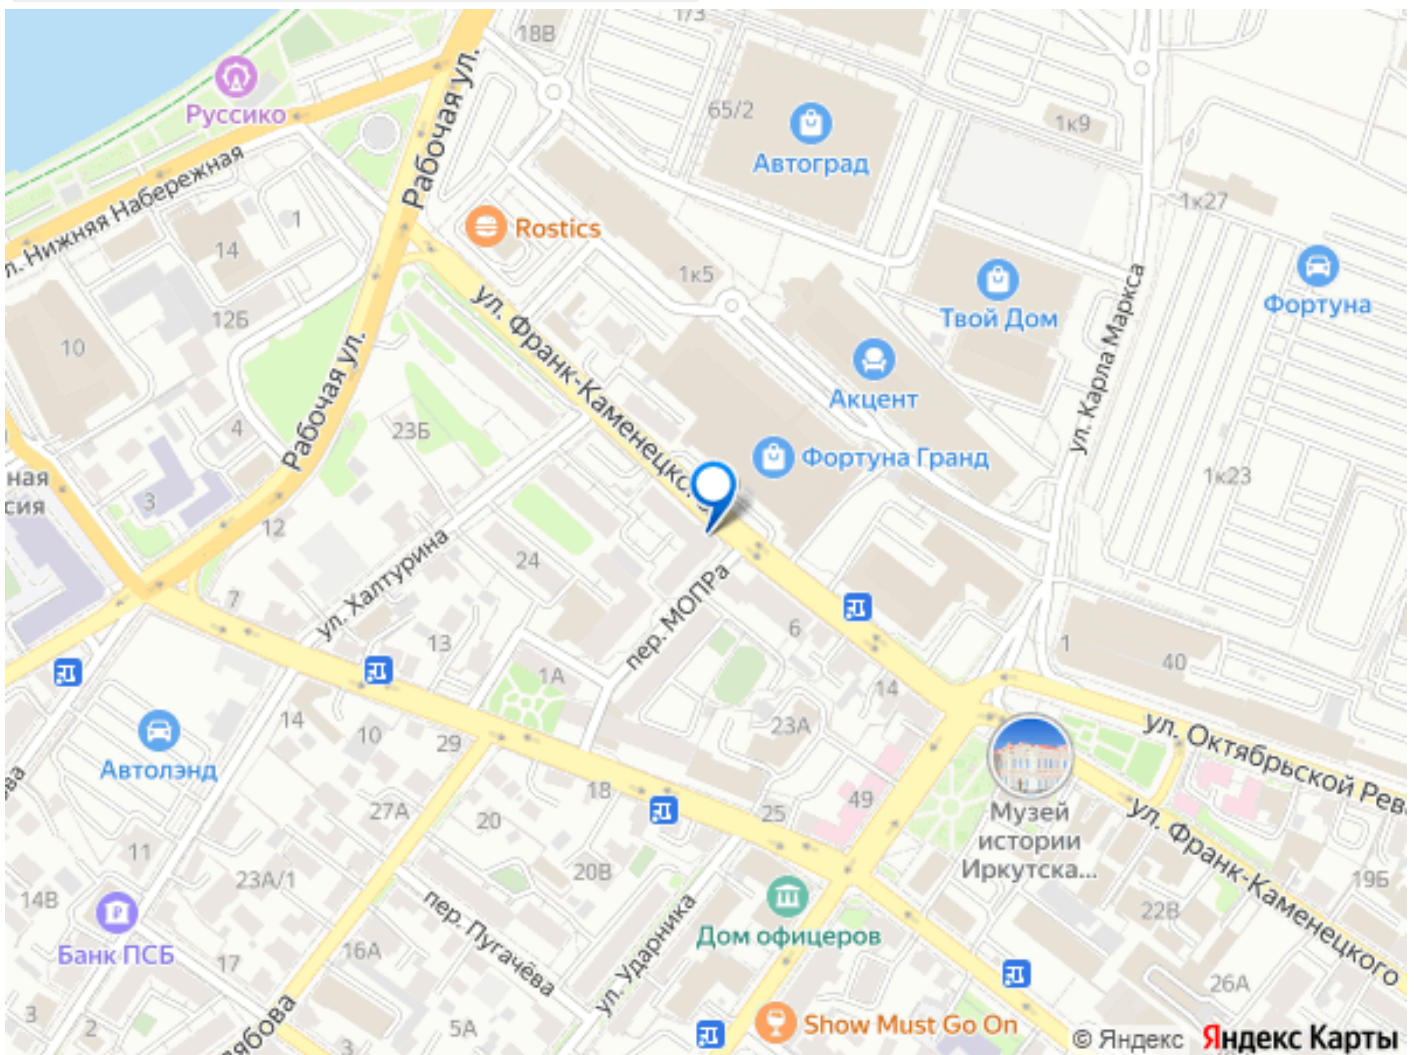 1/3
18В
Рабочая ул.
Руссико
65/2
Автоград
1к9
ул. Нижняя Набережная
1
14
Rostics
1к27
1к5
Твой Дом
Фортуна
12Б
10
ул. Франк-Каменецко
Акцент
ул. Карла Маркса
Рабочая ул.
4
23Б
Фортуна Гранд
1к23
ная
сия
3
12
24
ул. Халтурина
7
пер. МОПРа
13
6
1
40
1А
14
14
10
29
23А
ул. Октябрьской Рев
Автолэнд
18
25
49
27А
20
Музей
истории
Иркутска...
ул. Франк-Каменецкого
11
20В
19Б
14В
23А/1
пер. Пугачёва
ул. Ударника
Дом офицеров
22В
Банк ПСБ
17
16А
26А
3
2
лябова
3
5А
Show Must Go On
© Яндекс Яндекс Карты